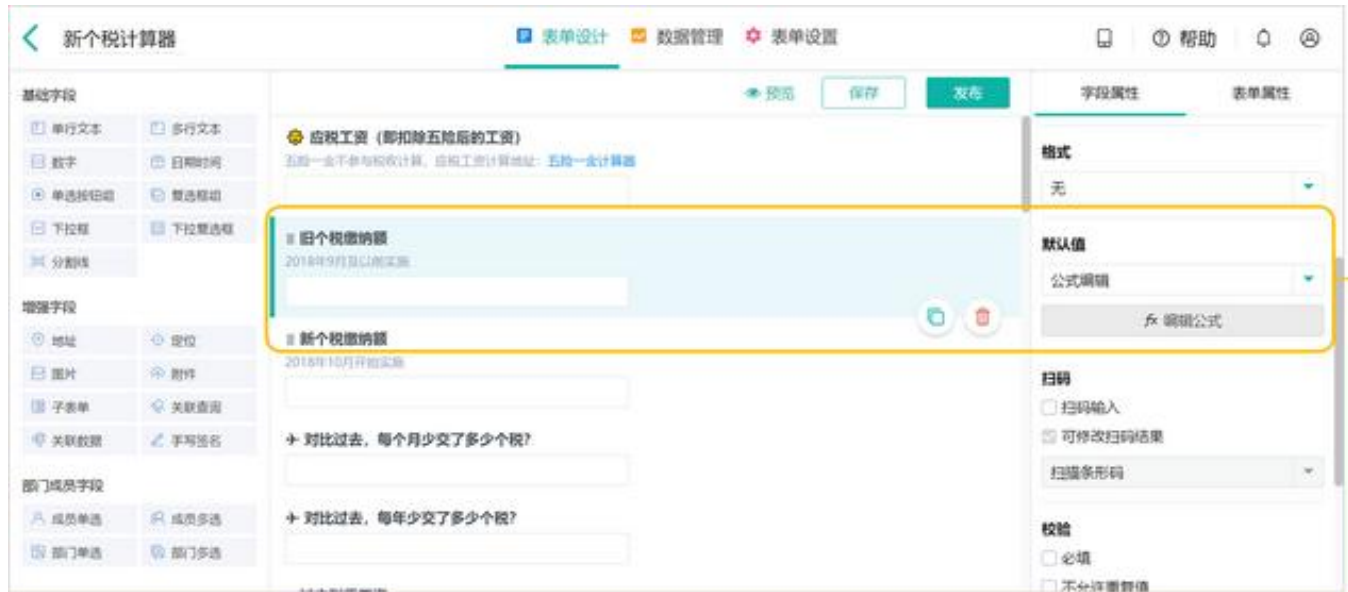 新个税计算器
表单设计 数据管理 表单设置
帮助
基础字段
单行文本 多行文本
数字 日期时间
单选按钮组 复选框组
下拉框 下拉复选框
分割线
增强字段
地址 定位
图片 附件
子表单 关联查询
关联数据 手写签名
部门成员字段
成员单选 成员多选
部门单选 部门多选
预览 保存 发布
应税工资（即扣除五险后的工资）
五险一金不参与税收计算，应税工资计算地址：五险一金计算器
旧个税缴纳额
2018年9月及以前实施
新个税缴纳额
2018年10月开始实施
对比过去，每个月少交了多少个税？
对比过去，每年少交了多少个税？
字段属性 表单属性
格式
无
默认值
公式编辑
fx 编辑公式
扫码
扫码输入
可修改扫码结果
扫描条形码
校验
必填
不允许重复值